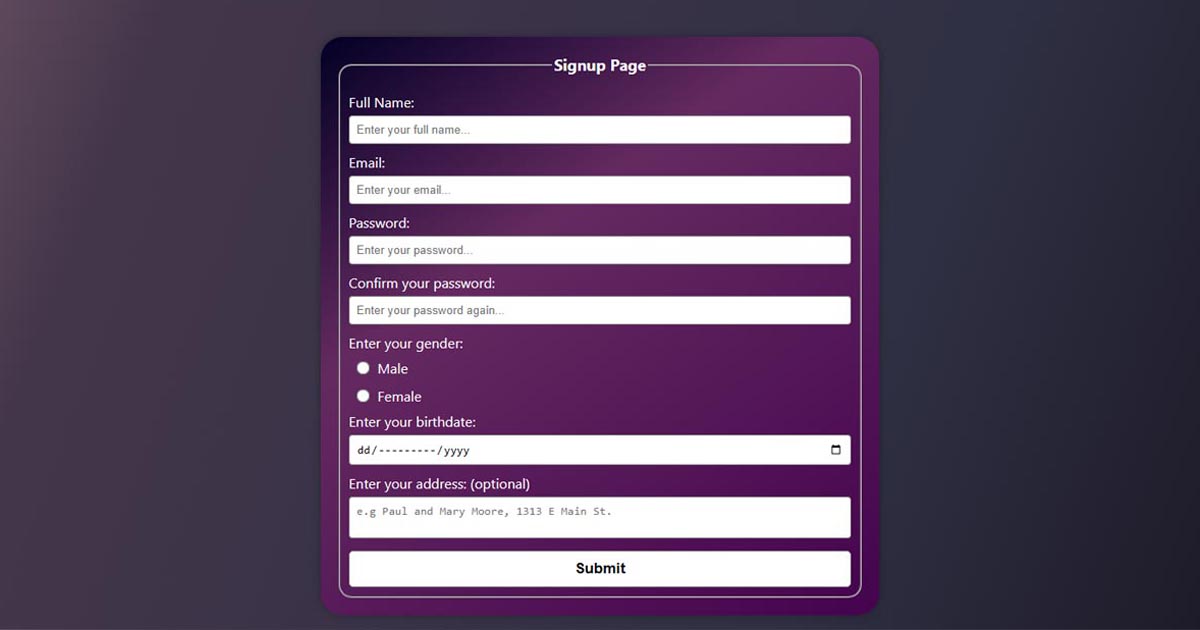 Signup Page
Full Name:
Enter your full name...
Email:
Enter your email...
Password:
Enter your password...
Confirm your password:
Enter your password again...
Enter your gender:
Male
Female
Enter your birthdate:
dd/---------/yyyy
Enter your address: (optional)
e.g Paul and Mary Moore, 1313 E Main St.
Submit